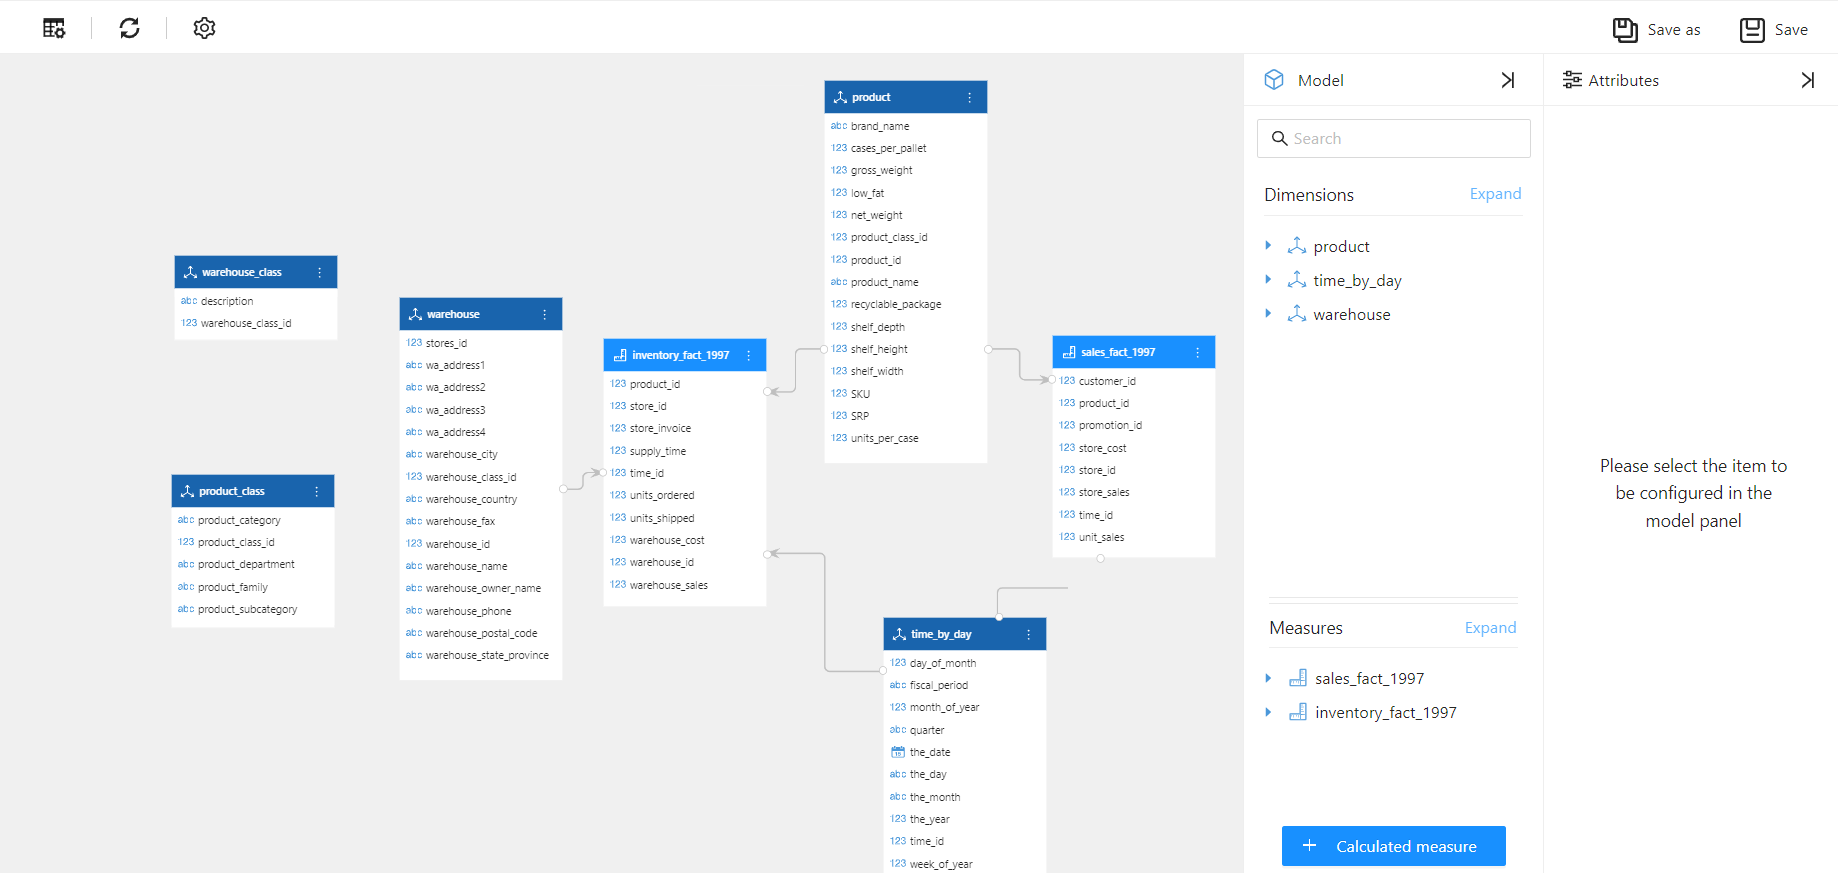 Save as
Save
product
abc brand_name
123 cases_per_pallet
123 gross_weight
123 low_fat
123 net_weight
123 product_class_id
123 product_id
abc product_name
123 recyclable_package
123 shelf_depth
123 shelf_height
123 shelf_width
123 SKU
123 SRP
123 units_per_case
warehouse_class
abc description
123 warehouse_class_id
warehouse
123 stores_id
abc wa_address1
abc wa_address2
abc wa_address3
abc wa_address4
abc warehouse_city
123 warehouse_class_id
abc warehouse_country
abc warehouse_fax
123 warehouse_id
abc warehouse_name
abc warehouse_owner_name
abc warehouse_phone
abc warehouse_postal_code
abc warehouse_state_province
inventory_fact_1997
123 product_id
123 store_id
123 store_invoice
123 supply_time
123 time_id
123 units_ordered
123 units_shipped
123 warehouse_cost
123 warehouse_id
123 warehouse_sales
sales_fact_1997
123 customer_id
123 product_id
123 promotion_id
123 store_cost
123 store_id
123 store_sales
123 time_id
123 unit_sales
product_class
abc product_category
123 product_class_id
abc product_department
abc product_family
abc product_subcategory
time_by_day
123 day_of_month
abc fiscal_period
123 month_of_year
abc quarter
the_date
abc the_day
abc the_month
123 the_year
123 time_id
123 week_of_year
Model
Search
Dimensions
Expand
product
time_by_day
warehouse
Measures
Expand
sales_fact_1997
inventory_fact_1997
+ Calculated measure
Attributes
Please select the item to
be configured in the
model panel